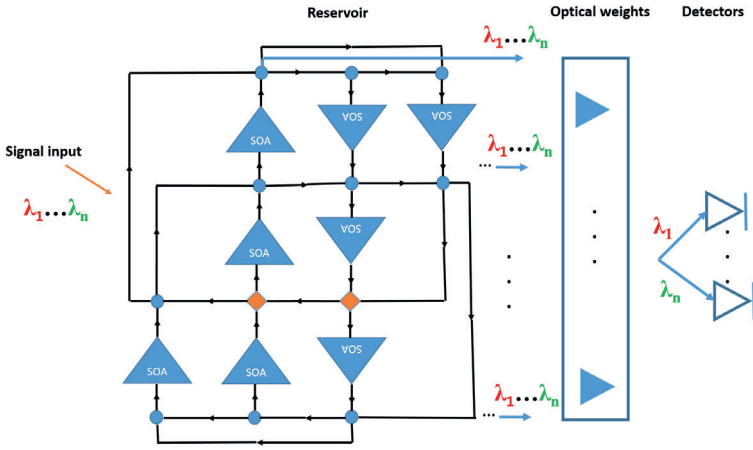 Reservoir
Optical weights
Detectors
λ1...λn
SOA
SOA
SOA
Signal input
λ1...λn
... λ1...λn
SOA
SOA
λ1
λn
SOA
SOA
SOA
... λ1...λn